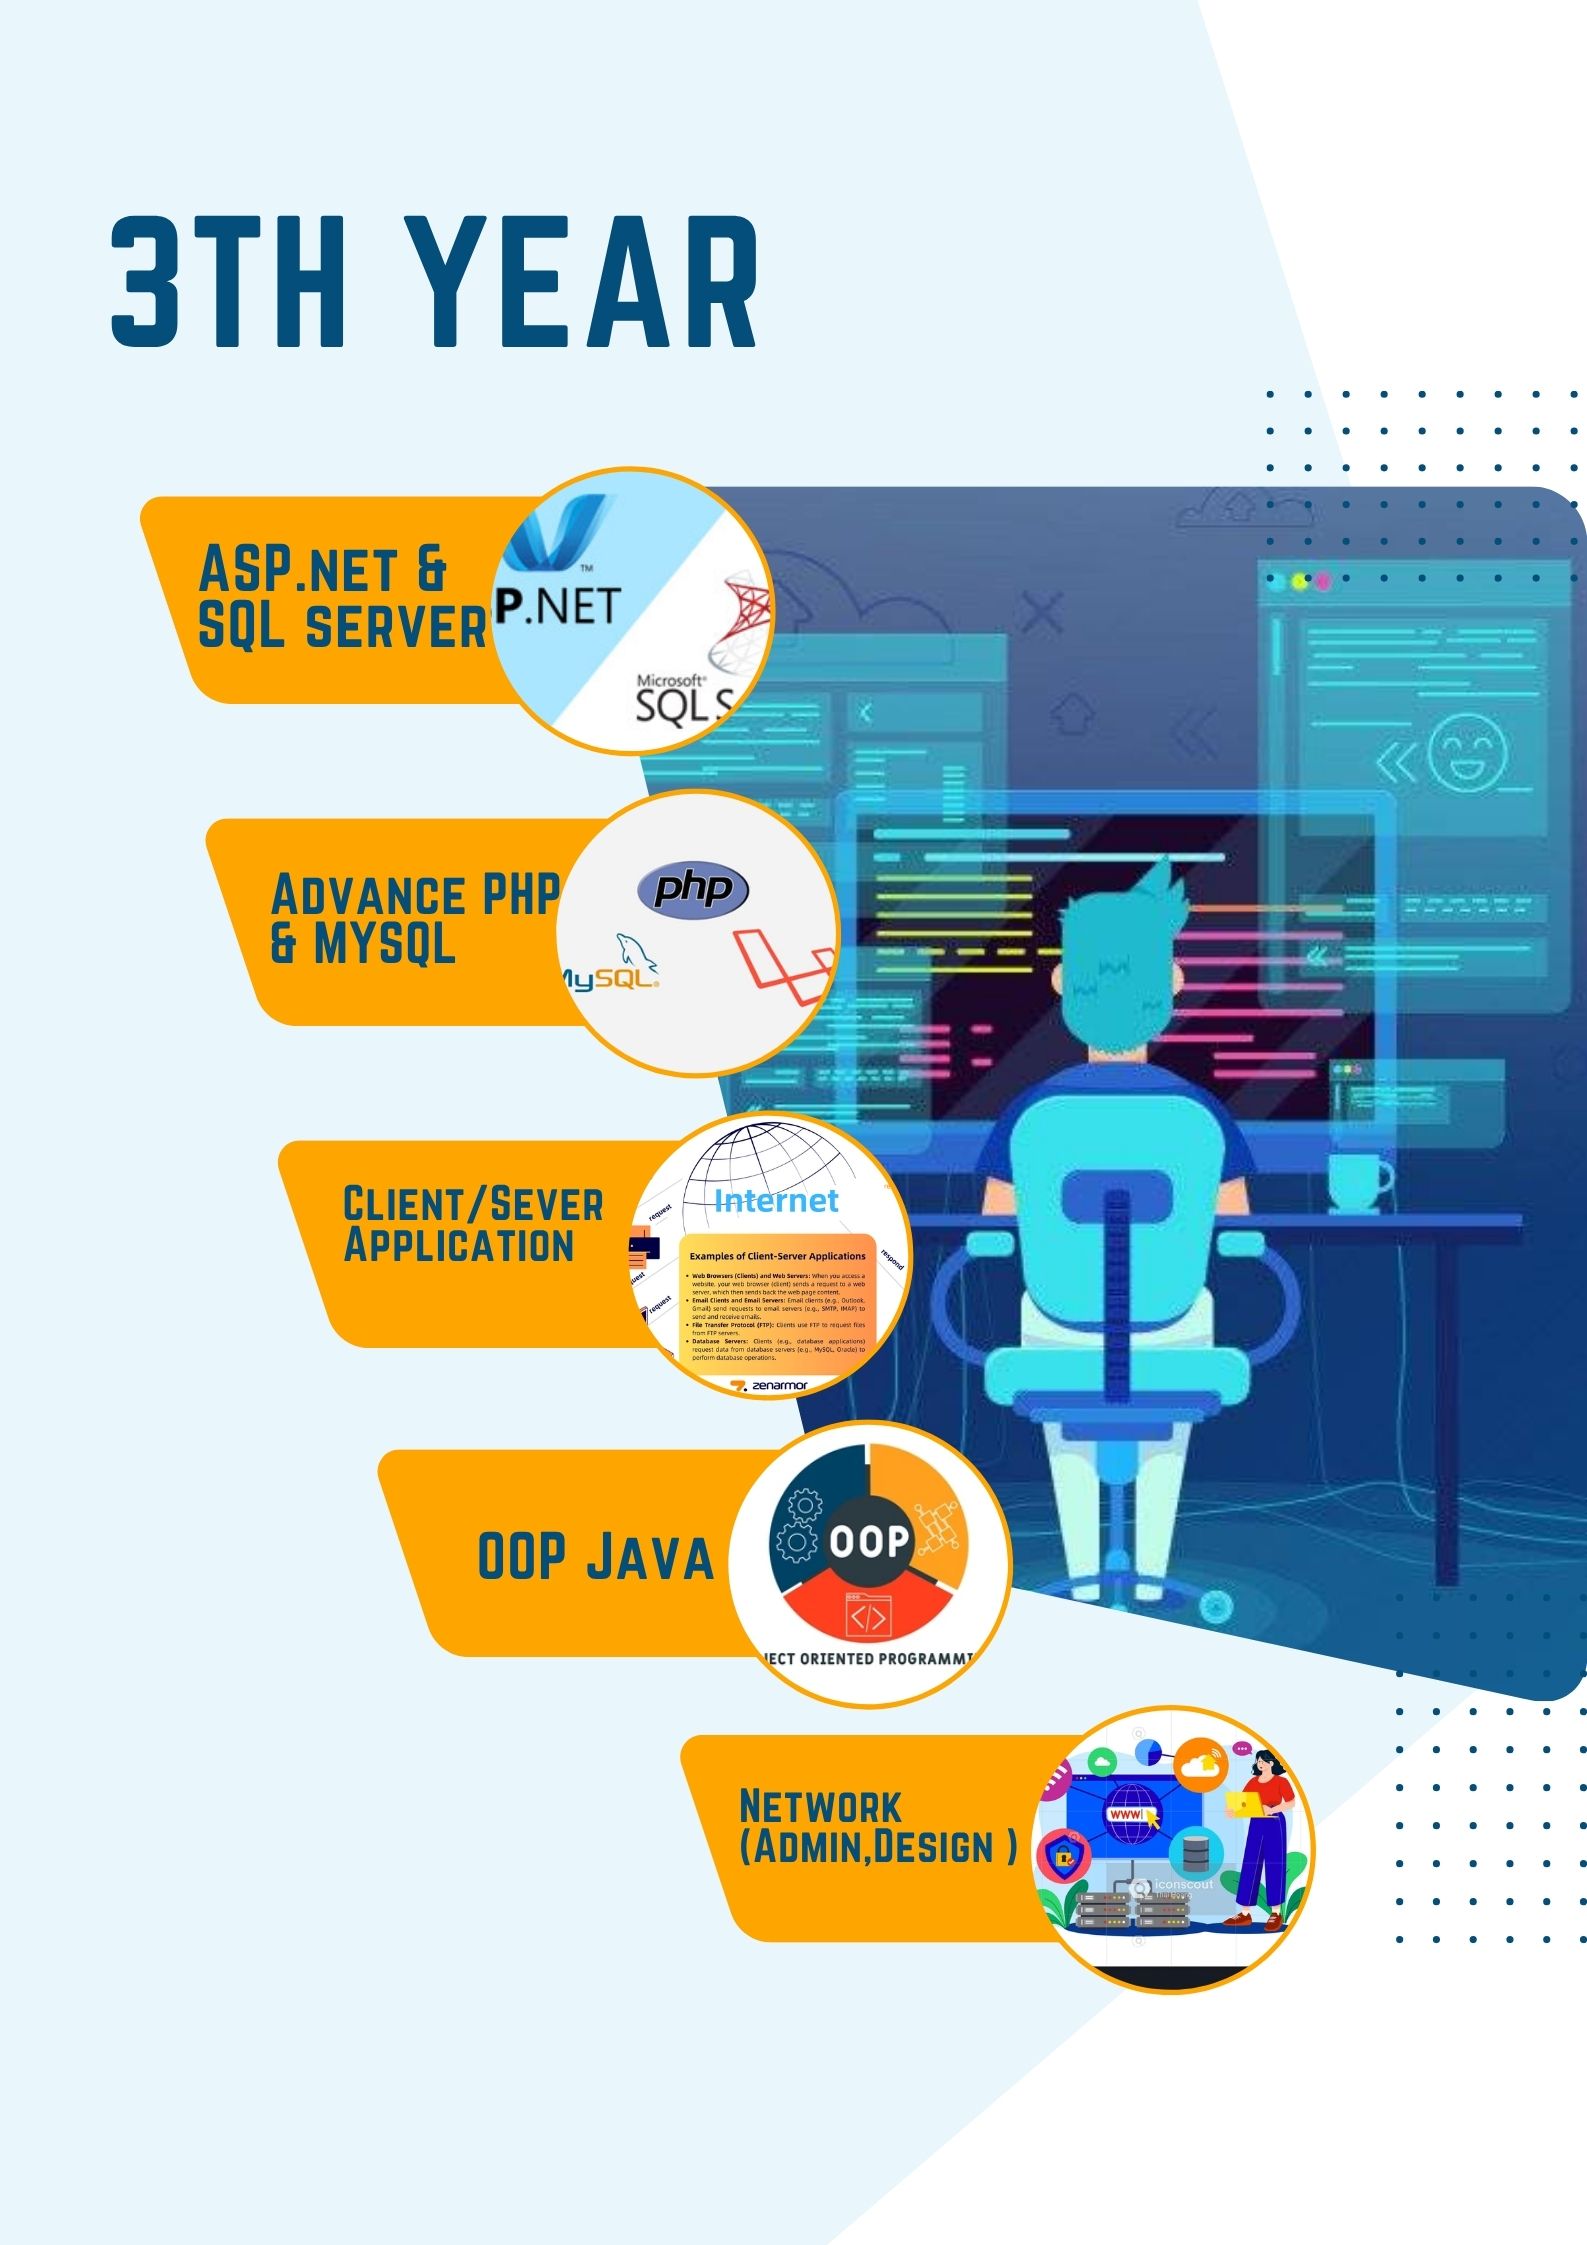 3TH YEAR
ASP.NET &
SQL SERVER
P.NET
TM
Microsoft®
SQL S
ADVANCE PHP
& MYSQL
php
MySQL®
CLIENT/SEVER
APPLICATION
Internet
request
respond
uest
request
Examples of Client-Server Applications
• Web Browsers (Clients) and Web Servers: When you access a
website, your web browser (client) sends a request to a web
server, which then sends back the web page content.
• Email Clients and Email Servers: Email clients (e.g., Outlook,
Gmail) send requests to email servers (e.g., SMTP, IMAP) to
send and receive emails.
• File Transfer Protocol (FTP): Clients use FTP to request files
from FTP servers.
• Database Servers: Clients (e.g., database applications)
request data from database servers (e.g., MySQL, Oracle) to
perform database operations.
zenarmor
OOP JAVA
OOP
</>
JECT ORIENTED PROGRAMMI
NETWORK
(ADMIN,DESIGN )
WWW
iconscout